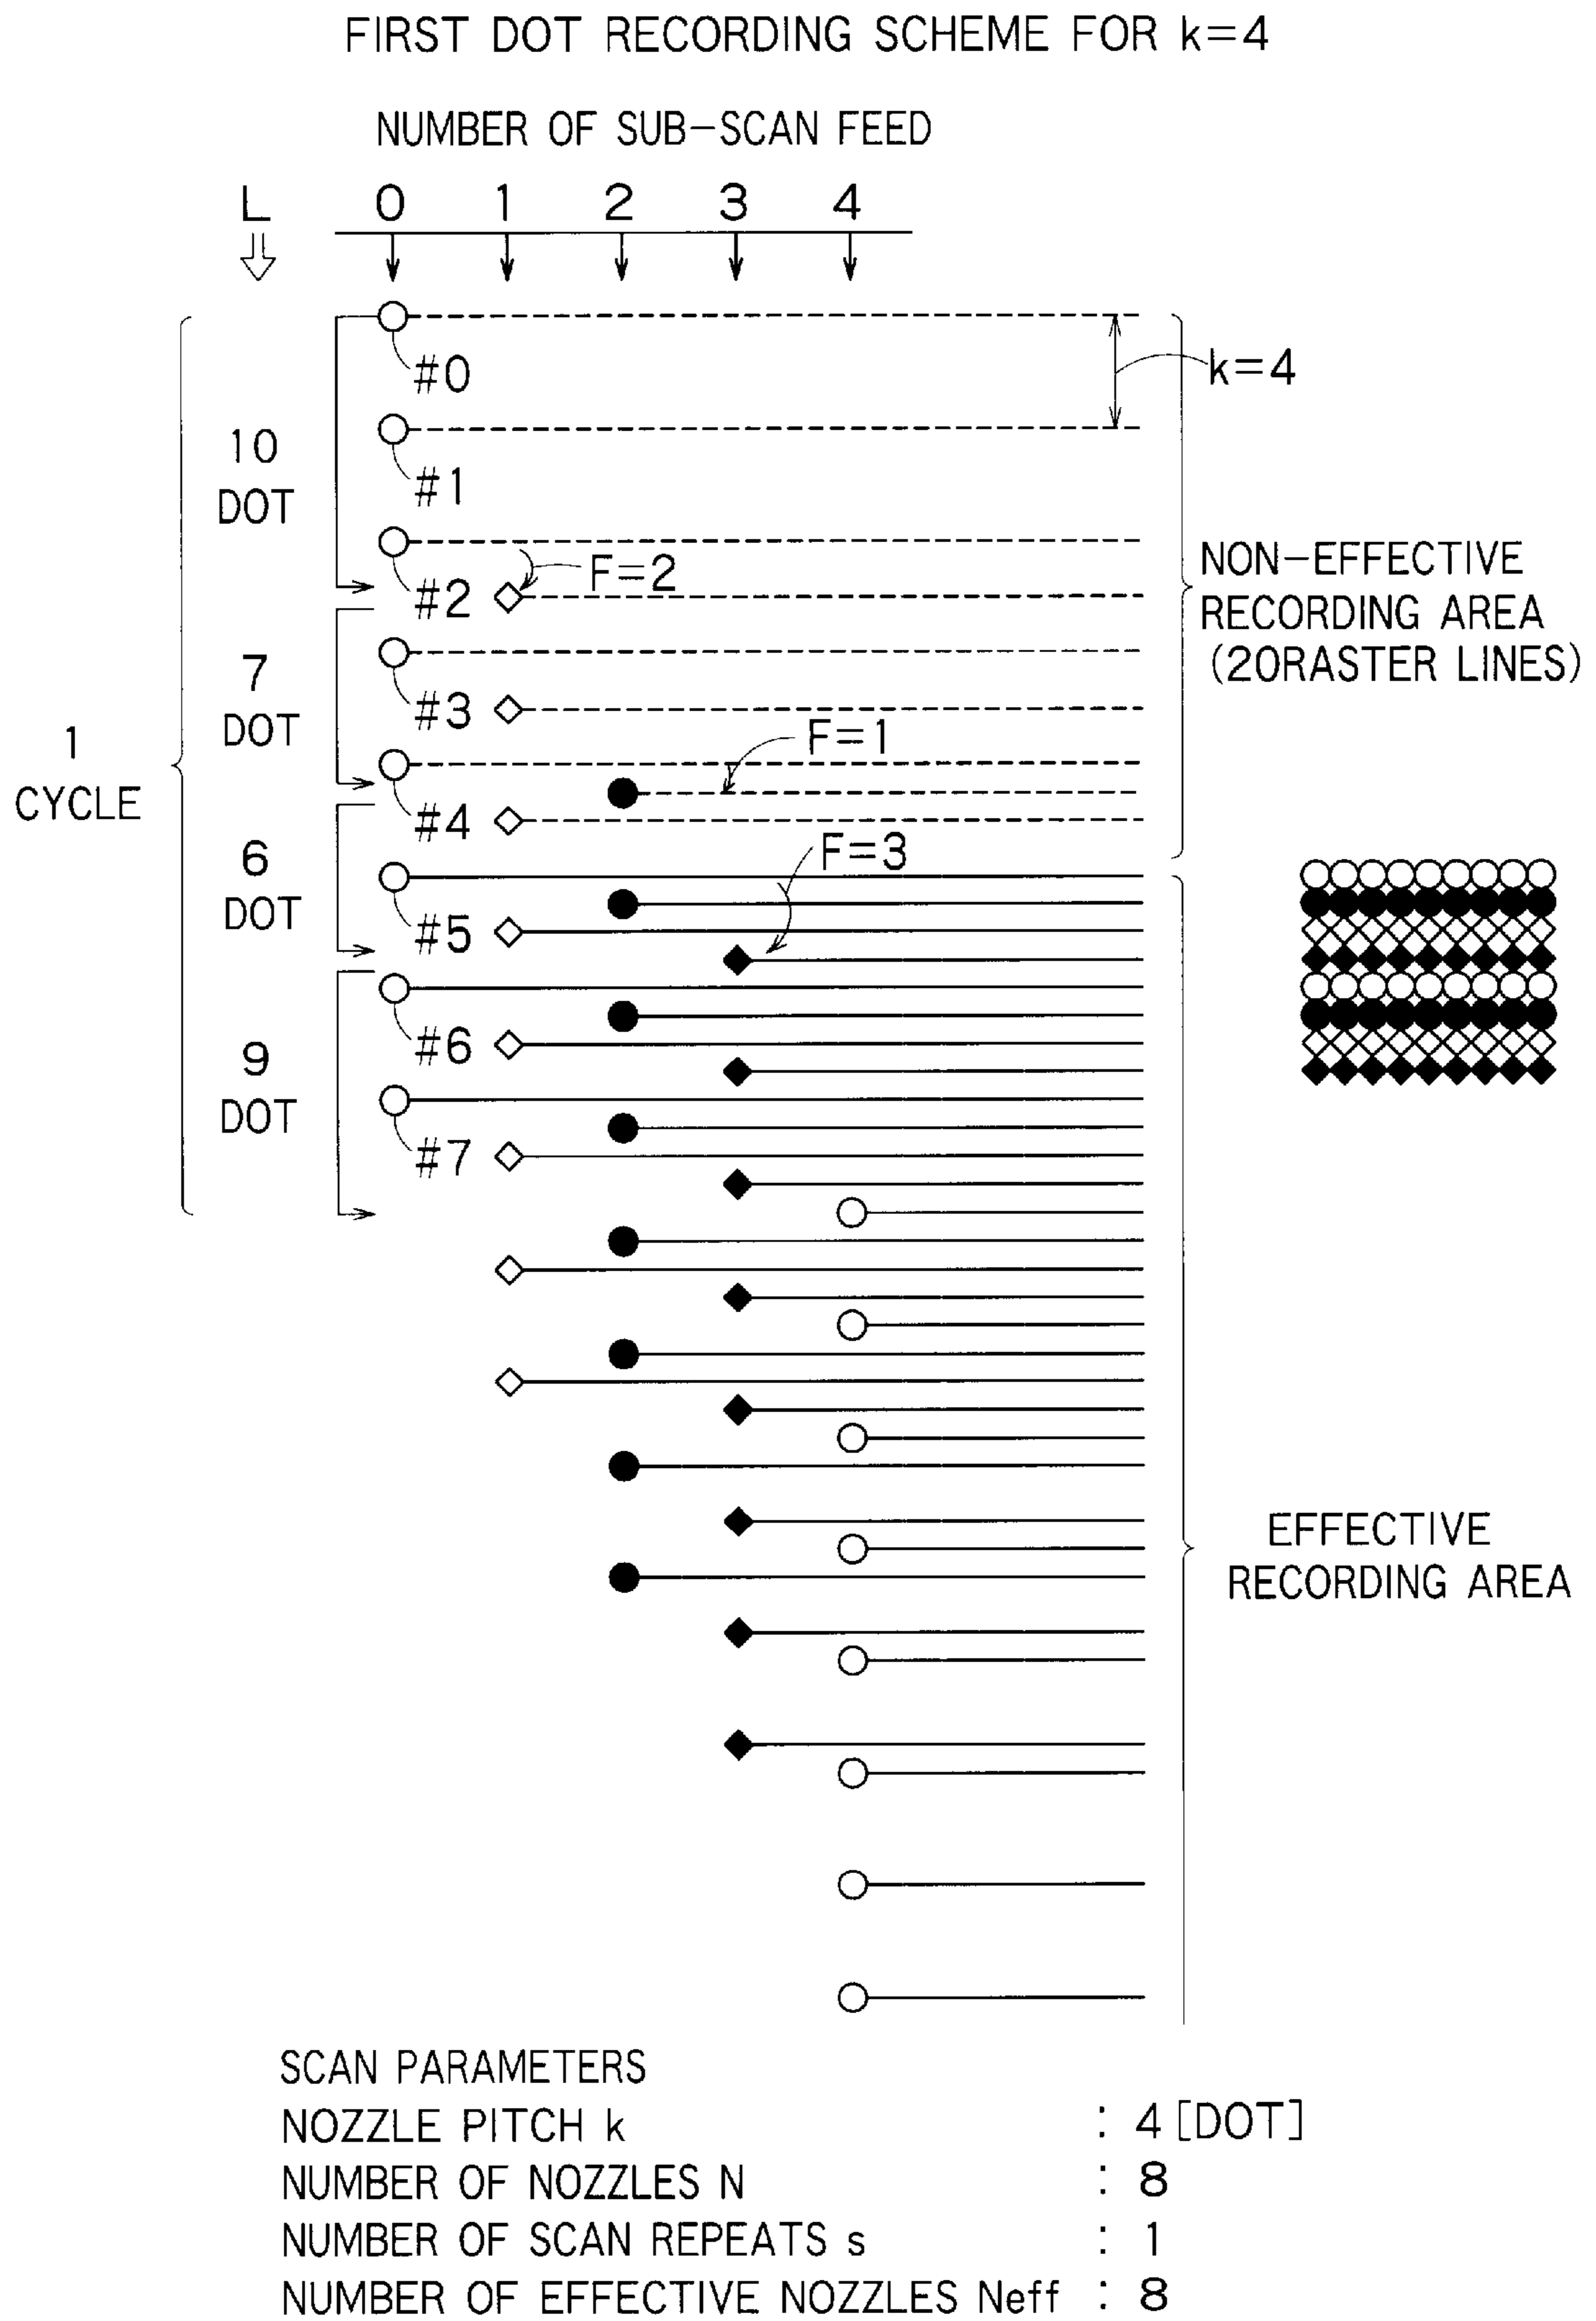 FIRST DOT RECORDING SCHEME FOR k=4
NUMBER OF SUB-SCAN FEED
L 0 1 2 3 4
#0
k=4
10
DOT
#1
#2
F=2
NON-EFFECTIVE
RECORDING AREA
(20RASTER LINES)
7
DOT
#3
1
CYCLE
F=1
#4
6
DOT
F=3
#5
9
DOT
#6
#7
EFFECTIVE
RECORDING AREA
SCAN PARAMETERS
NOZZLE PITCH k : 4 [DOT]
NUMBER OF NOZZLES N : 8
NUMBER OF SCAN REPEATS s : 1
NUMBER OF EFFECTIVE NOZZLES Neff : 8